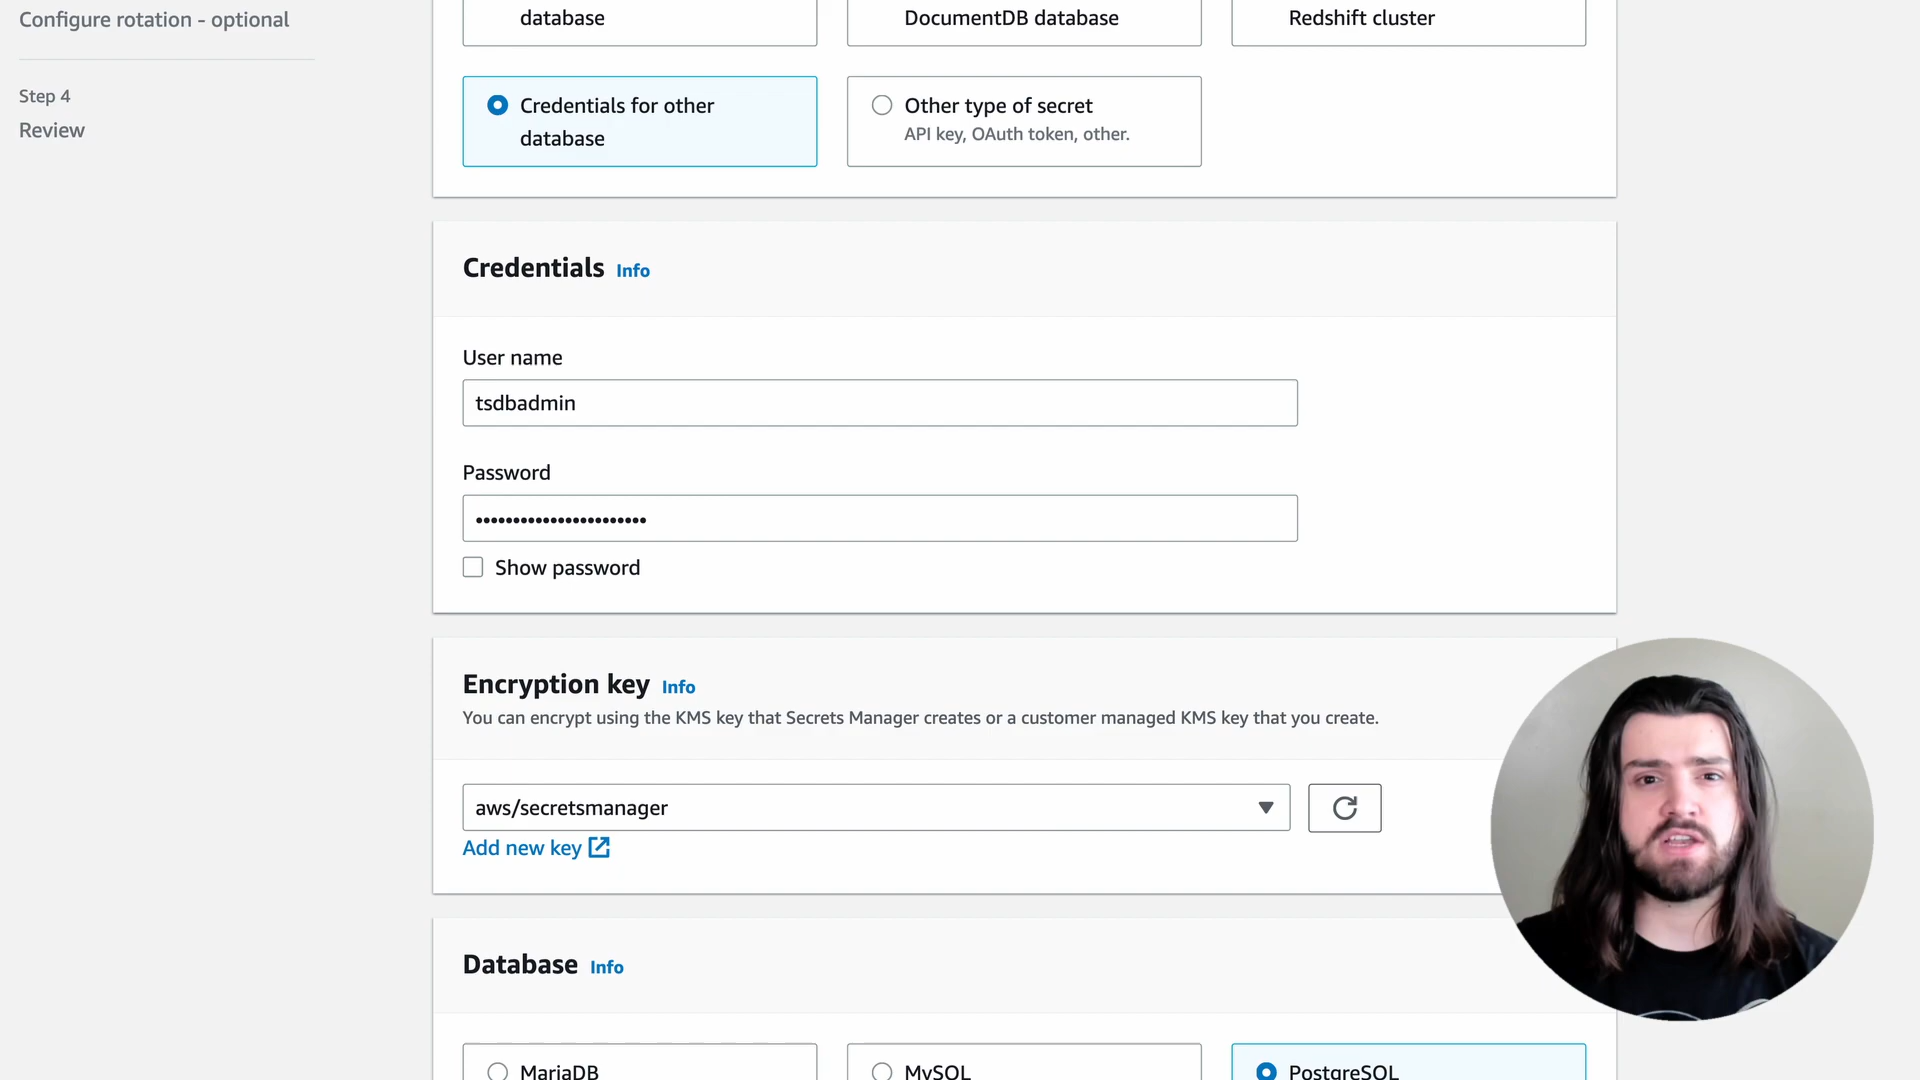 Configure rotation - optional
Step 4
Review
database
DocumentDB database
Redshift cluster
Credentials for other
database
Other type of secret
API key, OAuth token, other.
Credentials Info
User name
tsdbadmin
Password
•••••••••••••••••••••••
Show password
Encryption key Info
You can encrypt using the KMS key that Secrets Manager creates or a customer managed KMS key that you create.
aws/secretsmanager
Add new key
Database Info
MariaDB
MySQL
PostgreSQL